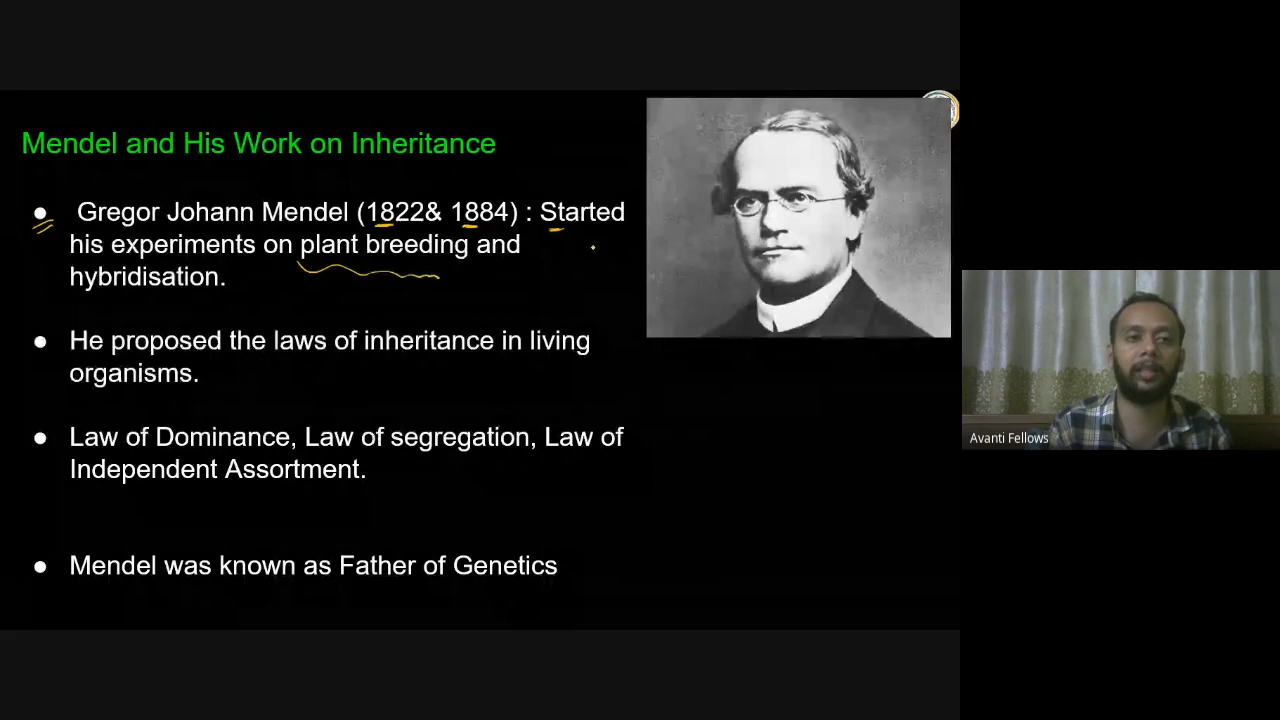 Mendel and His Work on Inheritance
● Gregor Johann Mendel (1822& 1884) : Started
his experiments on plant breeding and
hybridisation.
● He proposed the laws of inheritance in living
organisms.
● Law of Dominance, Law of segregation, Law of
Independent Assortment.
● Mendel was known as Father of Genetics
Avanti Fellows